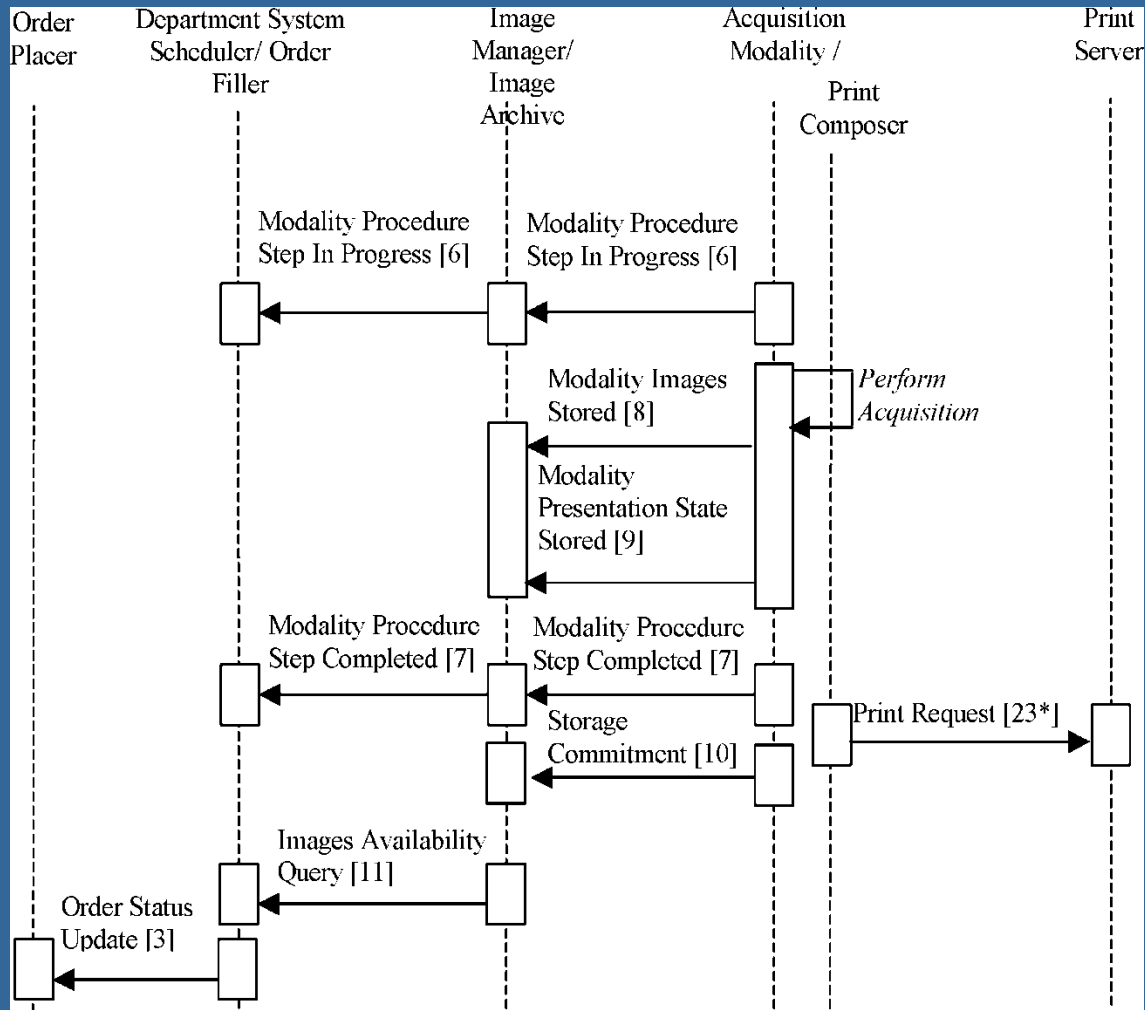 Order
Placer
Department System
Scheduler/ Order
Filler
Image
Manager/
Image
Archive
Acquisition
Modality /
Print
Composer
Print
Server
Modality Procedure
Step In Progress [6]
Modality Procedure
Step In Progress [6]
Modality Images
Stored [8]
Perform
Acquisition
Modality
Presentation State
Stored [9]
Modality Procedure
Step Completed [7]
Modality Procedure
Step Completed [7]
Print Request [23*]
Storage
Commitment [10]
Images Availability
Query [11]
Order Status
Update [3]